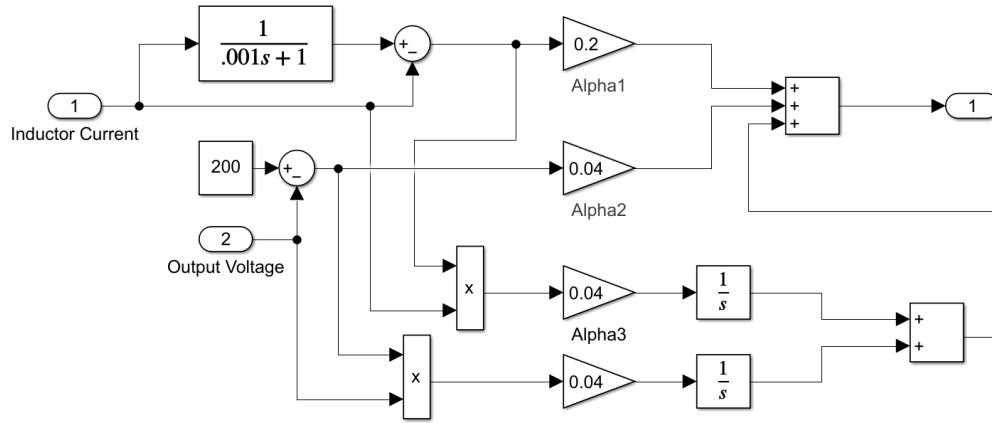 1
.001s + 1
+
−
0.2
Alpha1
1
Inductor Current
+
+
+
1
200
+
−
0.04
Alpha2
2
Output Voltage
x
0.04
1
s
Alpha3
+
+
x
0.04
1
s